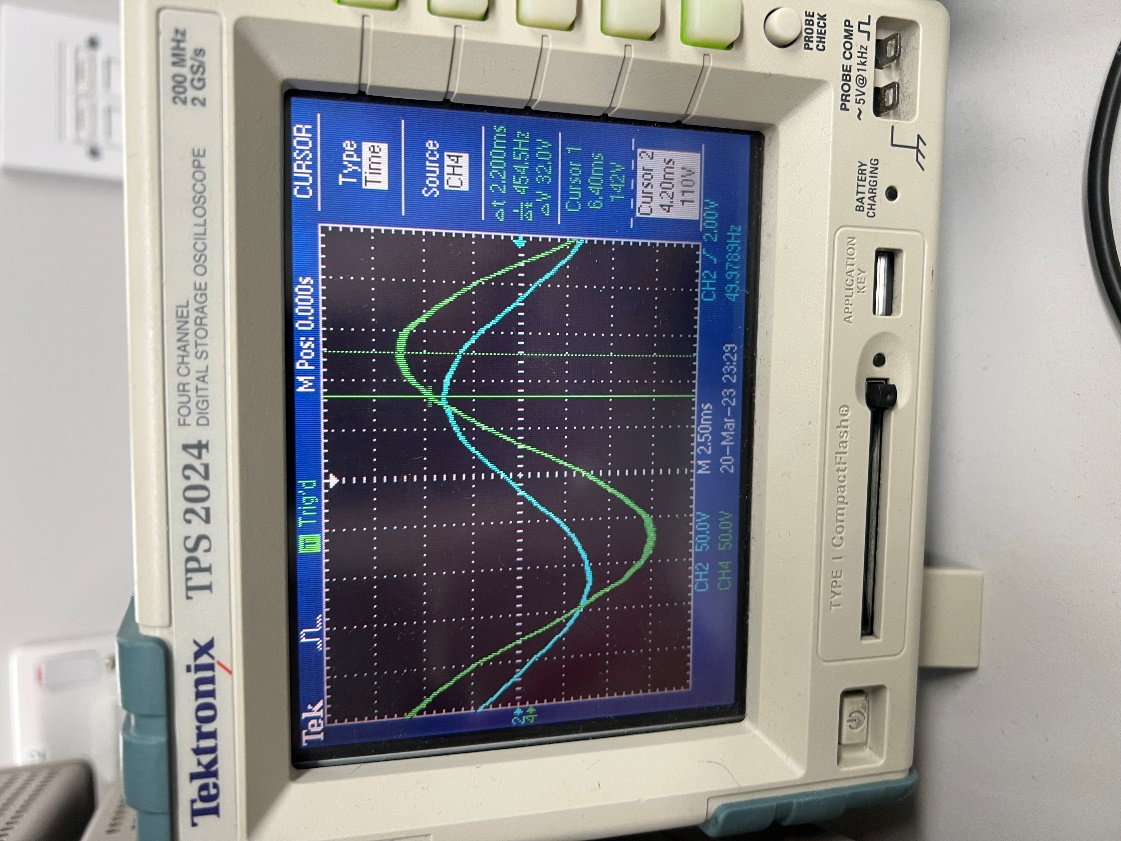 Tektronix TPS 2024
FOUR CHANNEL
DIGITAL STORAGE OSCILLOSCOPE
200 MHz
2 GS/s
Tek
T Trig'd
M Pos: 0.000s
CURSOR
Type
Time
Source
CH4
Δt 2.200ms
1/Δt 454.5Hz
ΔV 32.0V
Cursor 1
6.40ms
142V
Cursor 2
4.20ms
110V
2
4
CH2 50.0V
M 2.50ms
CH2 2.00V
CH4 50.0V
20-Mar-23 23:29
49.9783Hz
PROBE
CHECK
PROBE COMP
~ 5V@1kHz
BATTERY
CHARGING
APPLICATION
KEY
TYPE I CompactFlash®